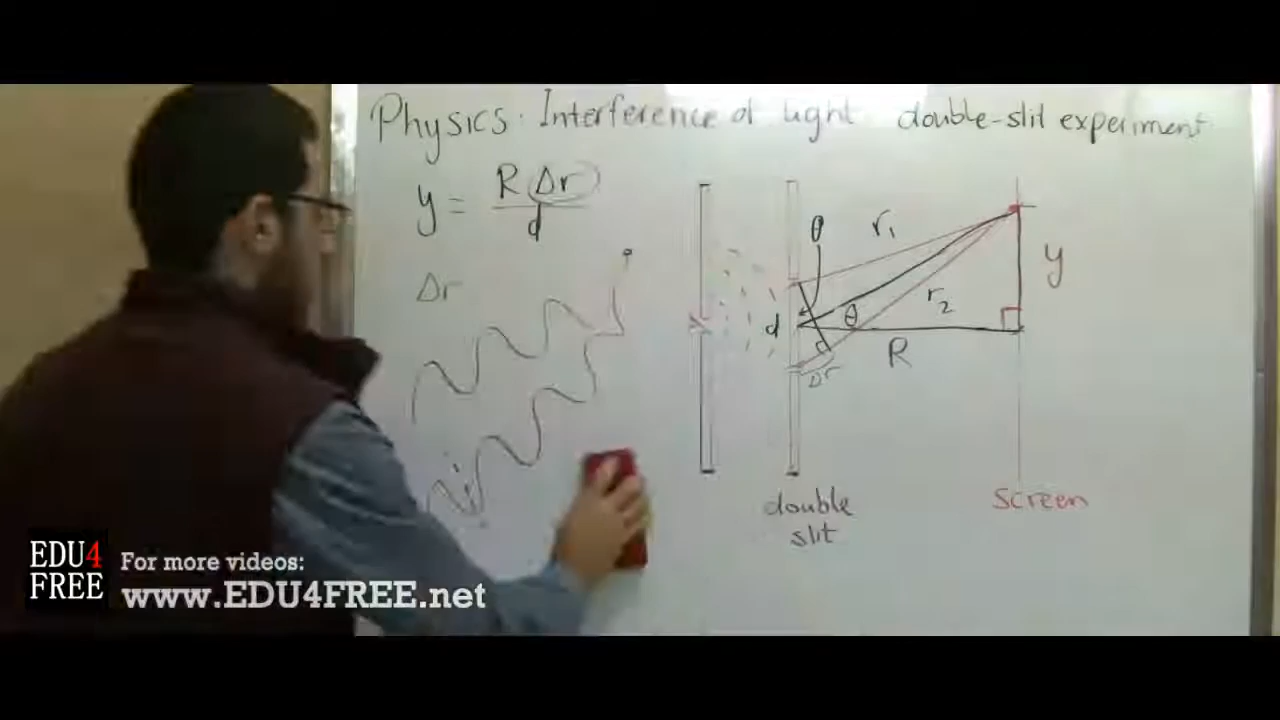 Physics: Interference of light double-slit experiment
y = R(Δr)
d
Δr
θ
r₁
y
d
θ
r₂
R
Δr
double
slit
screen
EDU4
FREE
For more videos:
www.EDU4FREE.net